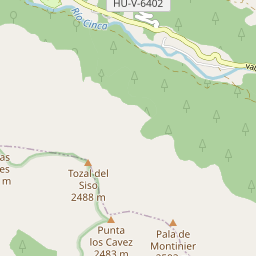 HU-V-6402
Río Cinca
Tozal del
Siso
2488 m
Punta
los Cavez
2483 m
Pala de
Montinier
m